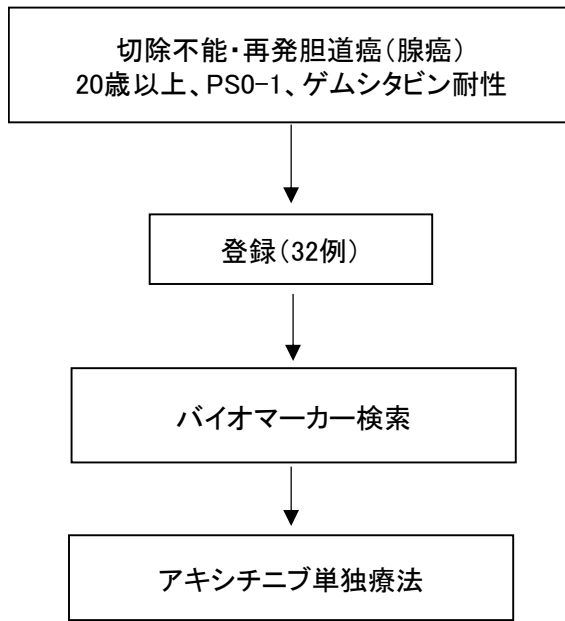 切除不能・再発胆道癌(腺癌)
20歳以上、PS0-1、ゲムシタビン耐性
登録(32例)
バイオマーカー検索
アキシチニブ単独療法